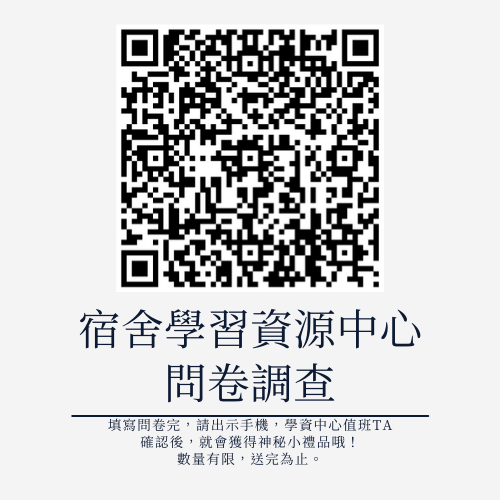 宿舍學習資源中心
問卷調查
填寫問卷完，請出示手機，學資中心值班TA
確認後，就會獲得神秘小禮品哦！
數量有限，送完為止。